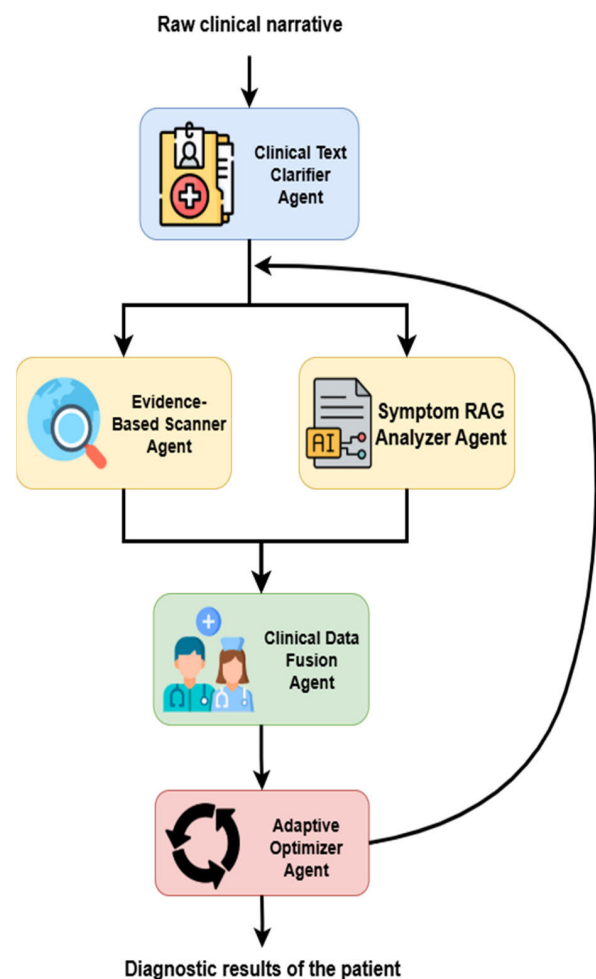 Raw clinical narrative
Clinical Text
Clarifier
Agent
Evidence-
Based Scanner
Agent
Symptom RAG
Analyzer Agent
AI
Clinical Data
Fusion
Agent
Adaptive
Optimizer
Agent
Diagnostic results of the patient